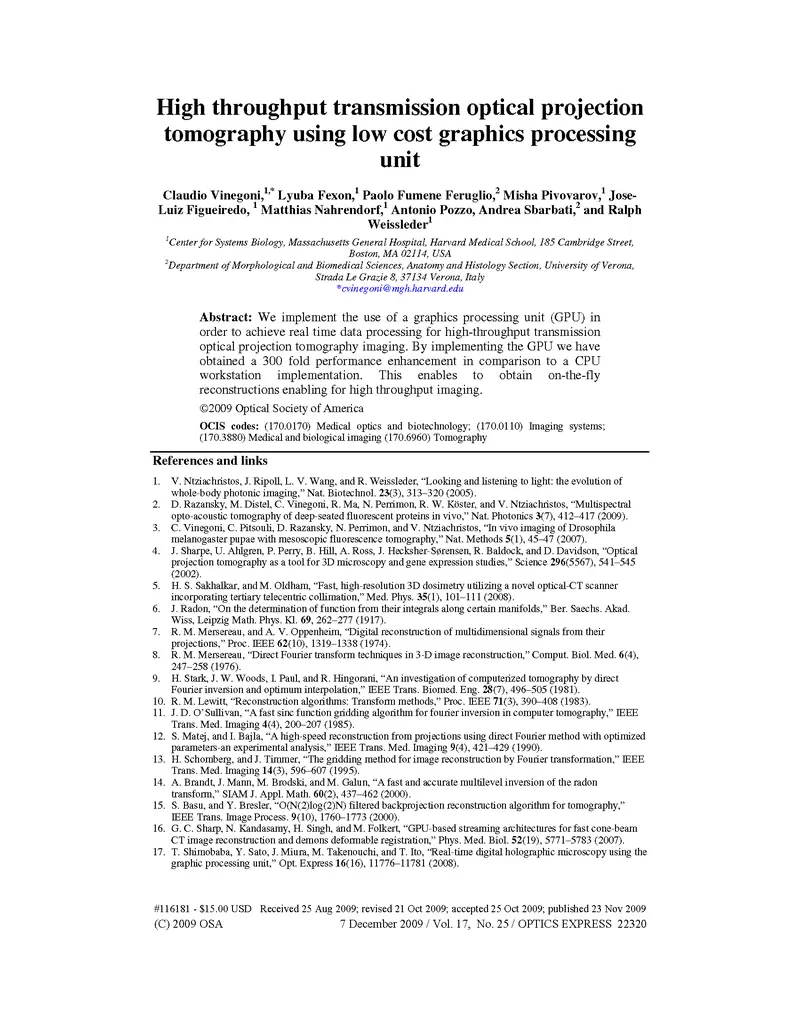 High throughput transmission optical projection
tomography using low cost graphics processing
unit
Claudio Vinegoni,1,* Lyuba Fexon,1 Paolo Fumene Feruglio,2 Misha Pivovarov,1 Jose-
Luiz Figueiredo, 1 Matthias Nahrendorf,1 Antonio Pozzo, Andrea Sbarbati,2 and Ralph
Weissleder1
1Center for Systems Biology, Massachusetts General Hospital, Harvard Medical School, 185 Cambridge Street,
Boston, MA 02114, USA
2Department of Morphological and Biomedical Sciences, Anatomy and Histology Section, University of Verona,
Strada Le Grazie 8, 37134 Verona, Italy
*cvinegoni@mgh.harvard.edu
Abstract: We implement the use of a graphics processing unit (GPU) in
order to achieve real time data processing for high-throughput transmission
optical projection tomography imaging. By implementing the GPU we have
obtained a 300 fold performance enhancement in comparison to a CPU
workstation implementation. This enables to obtain on-the-fly
reconstructions enabling for high throughput imaging.
©2009 Optical Society of America
OCIS codes: (170.0170) Medical optics and biotechnology; (170.0110) Imaging systems;
(170.3880) Medical and biological imaging (170.6960) Tomography
References and links
1. V. Ntziachristos, J. Ripoll, L. V. Wang, and R. Weissleder, “Looking and listening to light: the evolution of
whole-body photonic imaging,” Nat. Biotechnol. 23(3), 313–320 (2005).
2. D. Razansky, M. Distel, C. Vinegoni, R. Ma, N. Perrimon, R. W. Köster, and V. Ntziachristos, “Multispectral
opto-acoustic tomography of deep-seated fluorescent proteins in vivo,” Nat. Photonics 3(7), 412–417 (2009).
3. C. Vinegoni, C. Pitsouli, D. Razansky, N. Perrimon, and V. Ntziachristos, “In vivo imaging of Drosophila
melanogaster pupae with mesoscopic fluorescence tomography,” Nat. Methods 5(1), 45–47 (2007).
4. J. Sharpe, U. Ahlgren, P. Perry, B. Hill, A. Ross, J. Hecksher-Sørensen, R. Baldock, and D. Davidson, “Optical
projection tomography as a tool for 3D microscopy and gene expression studies,” Science 296(5567), 541–545
(2002).
5. H. S. Sakhalkar, and M. Oldham, “Fast, high-resolution 3D dosimetry utilizing a novel optical-CT scanner
incorporating tertiary telecentric collimation,” Med. Phys. 35(1), 101–111 (2008).
6. J. Radon, “On the determination of function from their integrals along certain manifolds,” Ber. Saechs. Akad.
Wiss, Leipzig Math. Phys. Kl. 69, 262–277 (1917).
7. R. M. Mersereau, and A. V. Oppenheim, “Digital reconstruction of multidimensional signals from their
projections,” Proc. IEEE 62(10), 1319–1338 (1974).
8. R. M. Mersereau, “Direct Fourier transform techniques in 3-D image reconstruction,” Comput. Biol. Med. 6(4),
247–258 (1976).
9. H. Stark, J. W. Woods, I. Paul, and R. Hingorani, “An investigation of computerized tomography by direct
Fourier inversion and optimum interpolation,” IEEE Trans. Biomed. Eng. 28(7), 496–505 (1981).
10. R. M. Lewitt, “Reconstruction algorithms: Transform methods,” Proc. IEEE 71(3), 390–408 (1983).
11. J. D. O’Sullivan, “A fast sinc function gridding algorithm for fourier inversion in computer tomography,” IEEE
Trans. Med. Imaging 4(4), 200–207 (1985).
12. S. Matej, and I. Bajla, “A high-speed reconstruction from projections using direct Fourier method with optimized
parameters-an experimental analysis,” IEEE Trans. Med. Imaging 9(4), 421–429 (1990).
13. H. Schomberg, and J. Timmer, “The gridding method for image reconstruction by Fourier transformation,” IEEE
Trans. Med. Imaging 14(3), 596–607 (1995).
14. A. Brandt, J. Mann, M. Brodski, and M. Galun, “A fast and accurate multilevel inversion of the radon
transform,” SIAM J. Appl. Math. 60(2), 437–462 (2000).
15. S. Basu, and Y. Bresler, “O(N(2)log(2)N) filtered backprojection reconstruction algorithm for tomography,”
IEEE Trans. Image Process. 9(10), 1760–1773 (2000).
16. G. C. Sharp, N. Kandasamy, H. Singh, and M. Folkert, “GPU-based streaming architectures for fast cone-beam
CT image reconstruction and demons deformable registration,” Phys. Med. Biol. 52(19), 5771–5783 (2007).
17. T. Shimobaba, Y. Sato, J. Miura, M. Takenouchi, and T. Ito, “Real-time digital holographic microscopy using the
graphic processing unit,” Opt. Express 16(16), 11776–11781 (2008).
#116181 - $15.00 USD Received 25 Aug 2009; revised 21 Oct 2009; accepted 25 Oct 2009; published 23 Nov 2009
(C) 2009 OSA 7 December 2009 / Vol. 17, No. 25 / OPTICS EXPRESS 22320